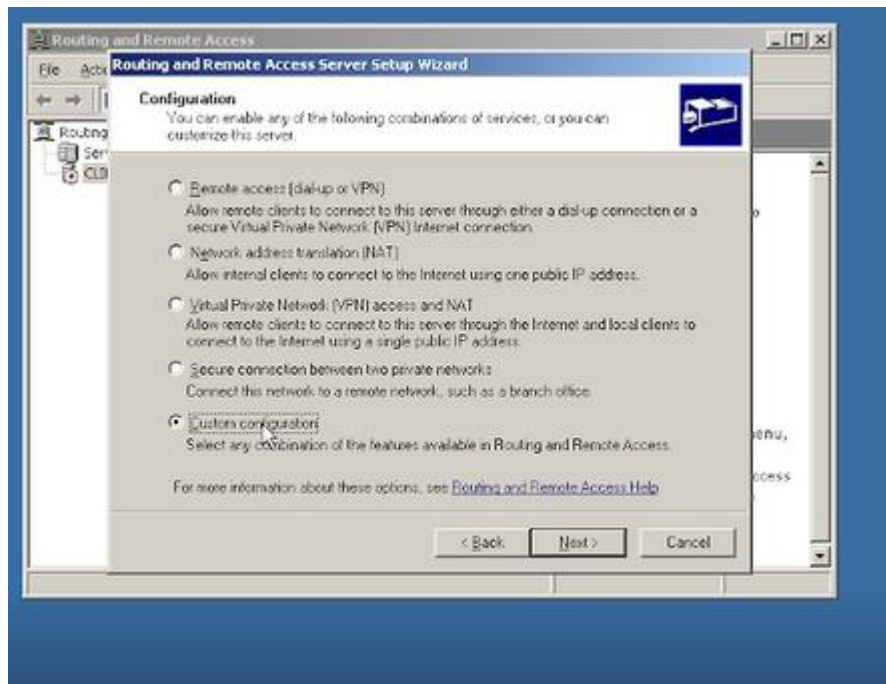 Routing and Remote Access
File Acti
Routing and Remote Access Server Setup Wizard
Configuration
You can enable any of the following combinations of services, or you can
customize this server.
Routing
Ser
Remote access (dial-up or VPN)
Allow remote clients to connect to this server through either a dial-up connection or a
secure Virtual Private Network (VPN) Internet connection.
Network address translation (NAT)
Allow internal clients to connect to the Internet using one public IP address.
Virtual Private Network (VPN) access and NAT
Allow remote clients to connect to this server through the Internet and local clients to
connect to the Internet using a single public IP address.
Secure connection between two private networks
Connect this network to a remote network, such as a branch office.
Custom configuration
Select any combination of the features available in Routing and Remote Access.
enu,
ccess
For more information about these options, see Routing and Remote Access Help
< Back
Next >
Cancel